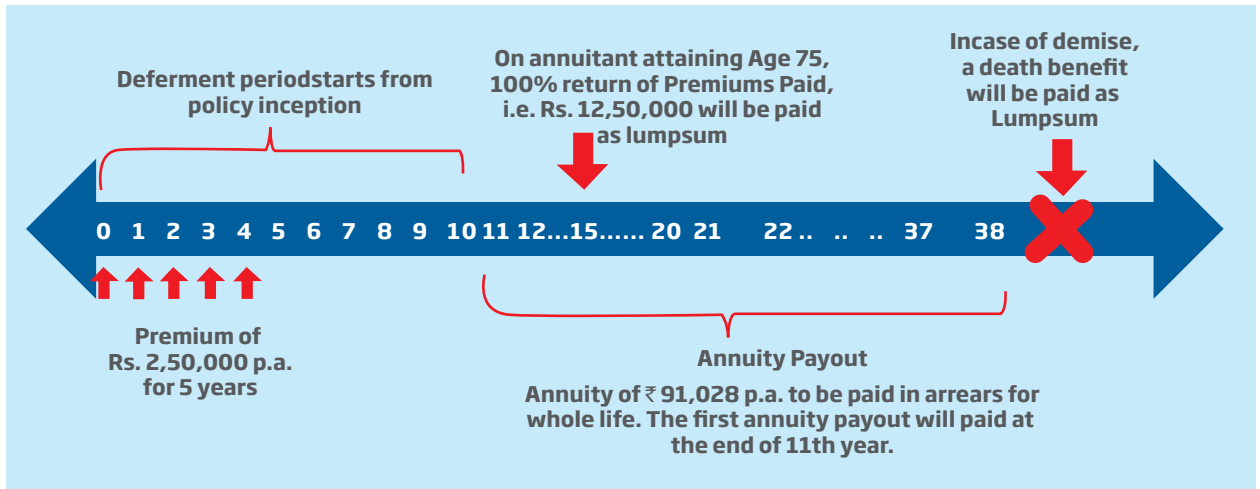 Deferment periodstarts from
policy inception
On annuitant attaining Age 75,
100% return of Premiums Paid,
i.e. Rs. 12,50,000 will be paid
as lumpsum
Incase of demise,
a death benefit
will be paid as
Lumpsum
0 1 2 3 4 5 6 7 8 9 10 11 12...15...... 20 21 22 .. .. .. 37 38
Premium of
Rs. 2,50,000 p.a.
for 5 years
Annuity Payout
Annuity of ₹ 91,028 p.a. to be paid in arrears for
whole life. The first annuity payout will paid at
the end of 11th year.